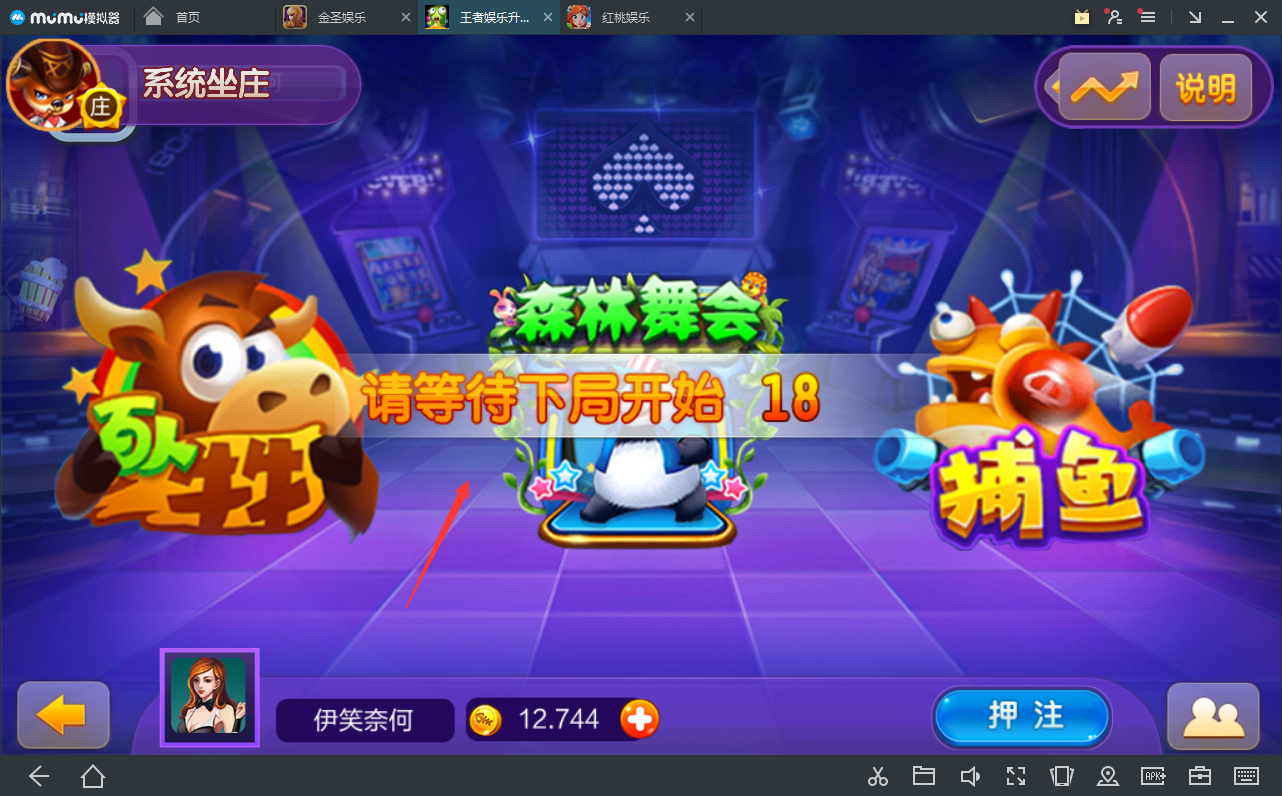 MuMu模拟器
首页
金圣娱乐
王者娱乐升...
红桃娱乐
系统坐庄
庄
说明
森林舞会
请等待下局开始 18
捕鱼
伊笑奈何
12.744
押 注
APK